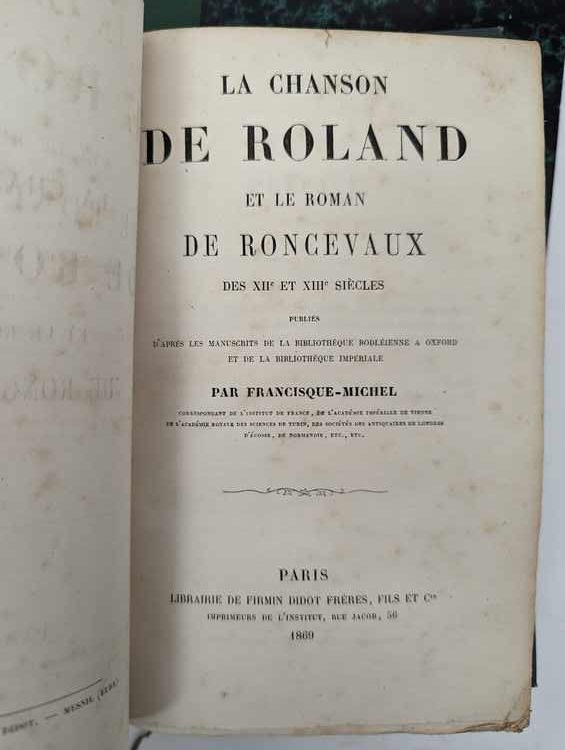 LA CHANSON
DE ROLAND
ET LE ROMAN
DE RONCEVAUX
DES XIIe ET XIIIe SIÈCLES
PUBLIÉS
D'APRÈS LES MANUSCRITS DE LA BIBLIOTHÈQUE BODLÉIENNE A OXFORD
ET DE LA BIBLIOTHÈQUE IMPÉRIALE
PAR FRANCISQUE-MICHEL
CORRESPONDANT DE L'INSTITUT DE FRANCE, DE L'ACADÉMIE IMPÉRIALE DE VIENNE
DE L'ACADÉMIE ROYALE DES SCIENCES DE TURIN, DES SOCIÉTÉS DES ANTIQUAIRES DE LONDRES
D'ÉCOSSE, DE NORMANDIE, ETC., ETC.
PARIS
LIBRAIRIE DE FIRMIN DIDOT FRÈRES, FILS ET Cie
IMPRIMEURS DE L'INSTITUT, RUE JACOB, 56
1869
DIDOT. — MESNIL (EURE)